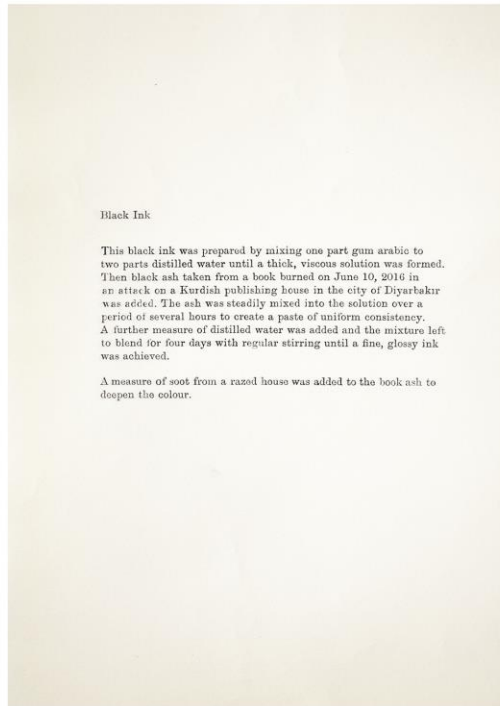 Black Ink
This black ink was prepared by mixing one part gum arabic to
two parts distilled water until a thick, viscous solution was formed.
Then black ash taken from a book burned on June 10, 2016 in
an attack on a Kurdish publishing house in the city of Diyarbakır
was added. The ash was steadily mixed into the solution over a
period of several hours to create a paste of uniform consistency.
A further measure of distilled water was added and the mixture left
to blend for four days with regular stirring until a fine, glossy ink
was achieved.
A measure of soot from a razed house was added to the book ash to
deepen the colour.